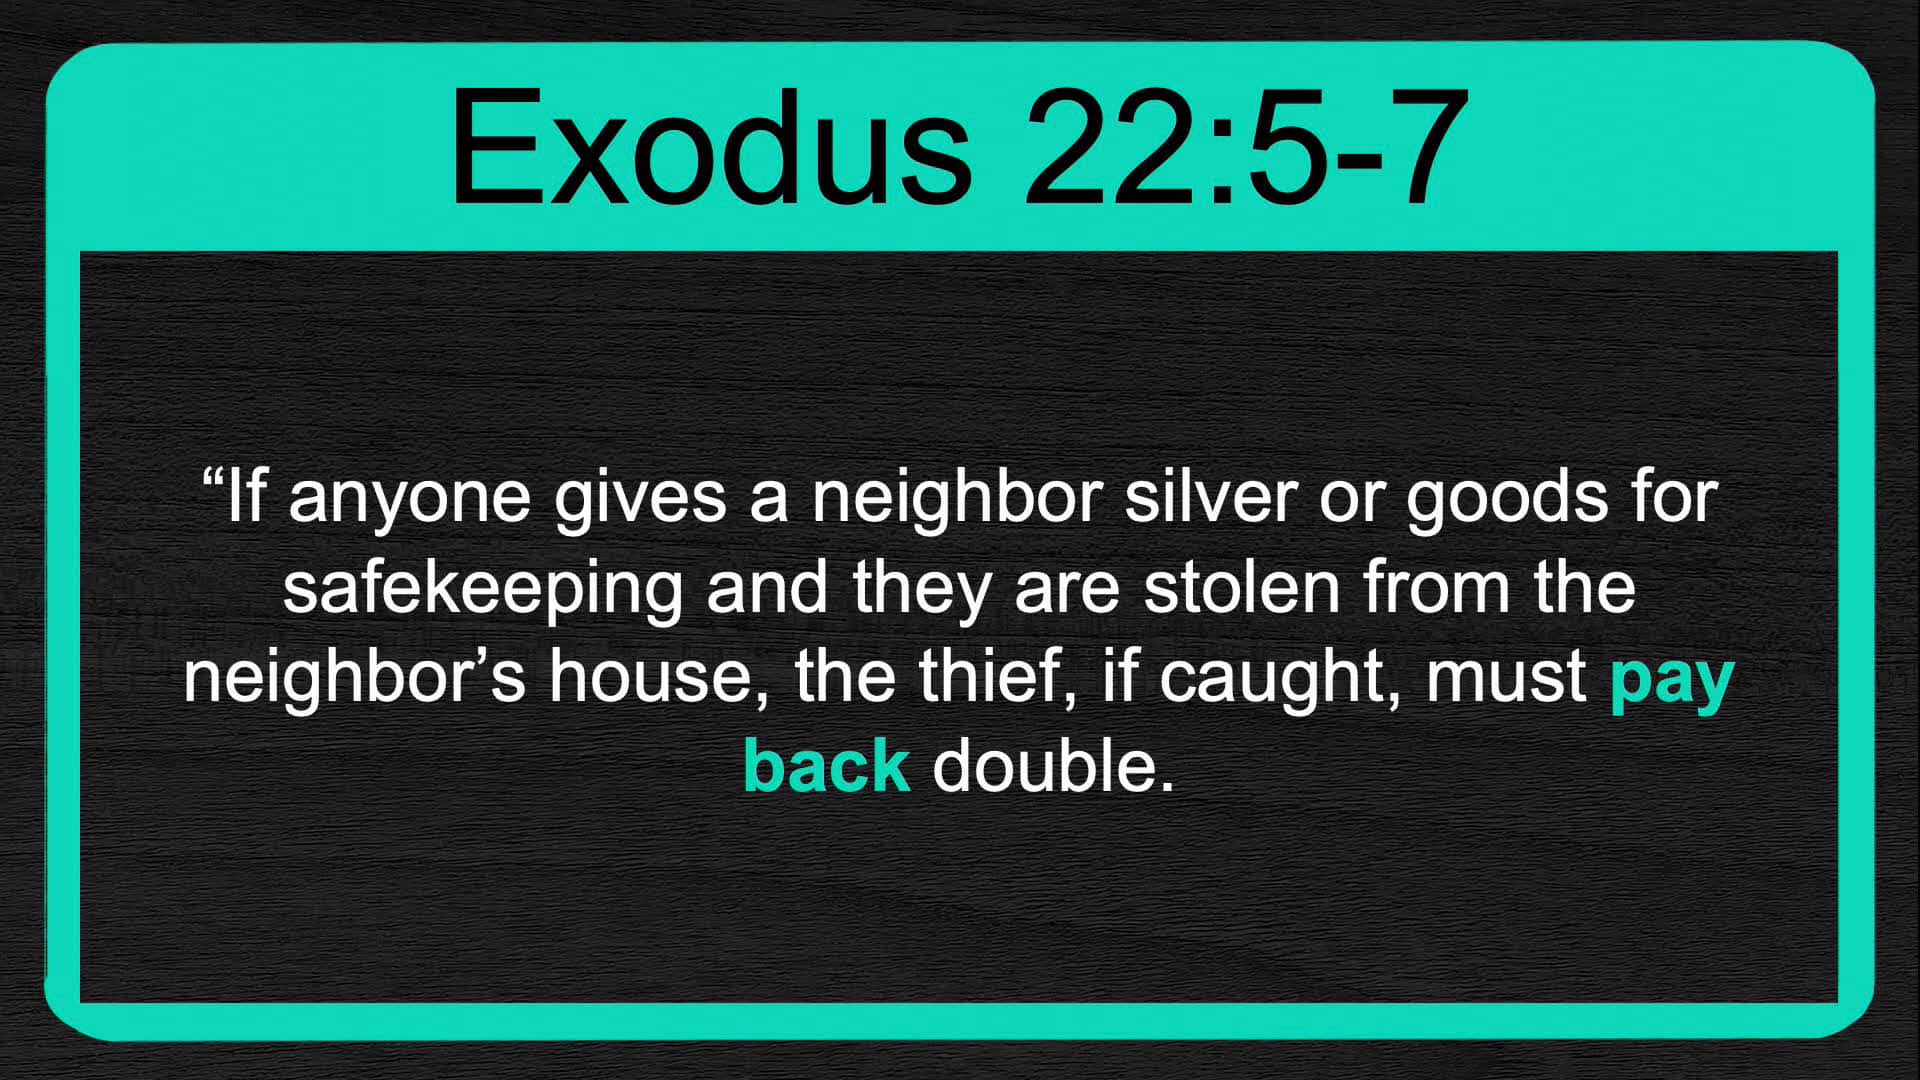 Exodus 22:5-7
“If anyone gives a neighbor silver or goods for
safekeeping and they are stolen from the
neighbor’s house, the thief, if caught, must pay
back double.